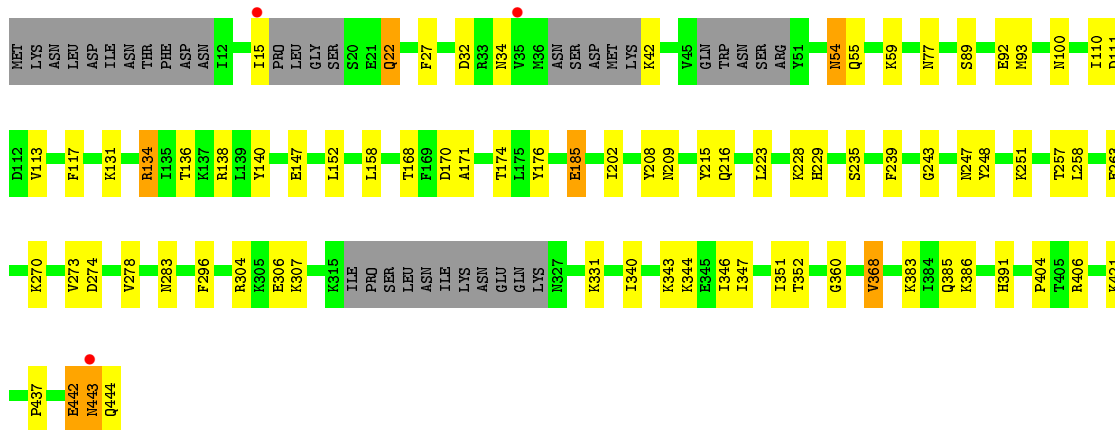 MET LYS ASN LEU ASP ILE ASN THR PHE ASP ASN I12 I15 PRO LEU GLY SER S20 E21 Q22 F27 D32 R33 N34 V35 M36 ASN SER ASP MET LYS K42 V45 GLN TRP ASN SER ARG Y51 N54 Q55 K59 N77 S89 E92 M93 N100 I110 D111
D112 V113 F117 K131 R134 I135 T136 K137 R138 L139 Y140 E147 L152 L158 T168 F169 D170 A171 T174 L175 Y176 E185 I202 Y208 N209 Y215 Q216 L223 K228 H229 S235 F239 G243 N247 Y248 K251 T257 L258
K270 V273 D274 V278 N283 F296 R304 K305 E306 K307 K315 ILE PRO SER LEU ASN ILE LYS ASN GLU GLN LYS N327 K331 I340 K343 K344 E345 I346 I347 I351 T352 G360 V368 K383 I384 Q385 K386 H391 P404 T405 R406
P437 E442 N443 Q444